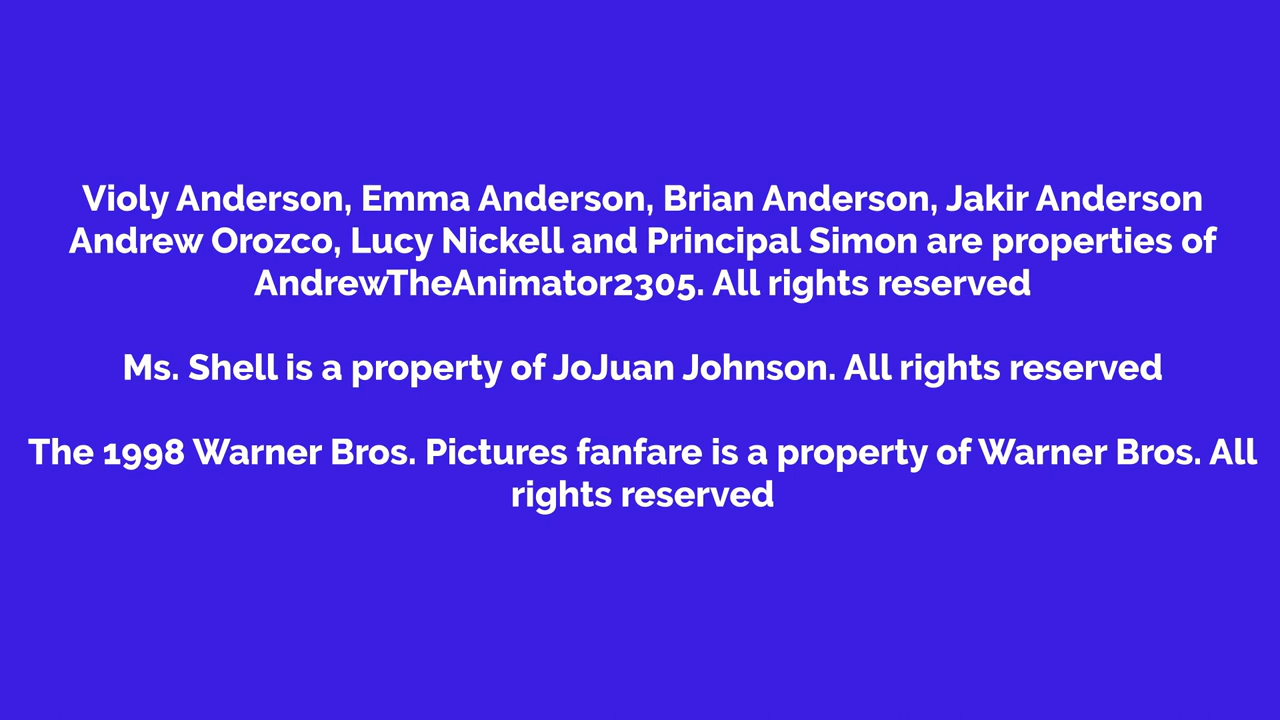 Violy Anderson, Emma Anderson, Brian Anderson, Jakir Anderson
Andrew Orozco, Lucy Nickell and Principal Simon are properties of
AndrewTheAnimator2305. All rights reserved
Ms. Shell is a property of JoJuan Johnson. All rights reserved
The 1998 Warner Bros. Pictures fanfare is a property of Warner Bros. All
rights reserved